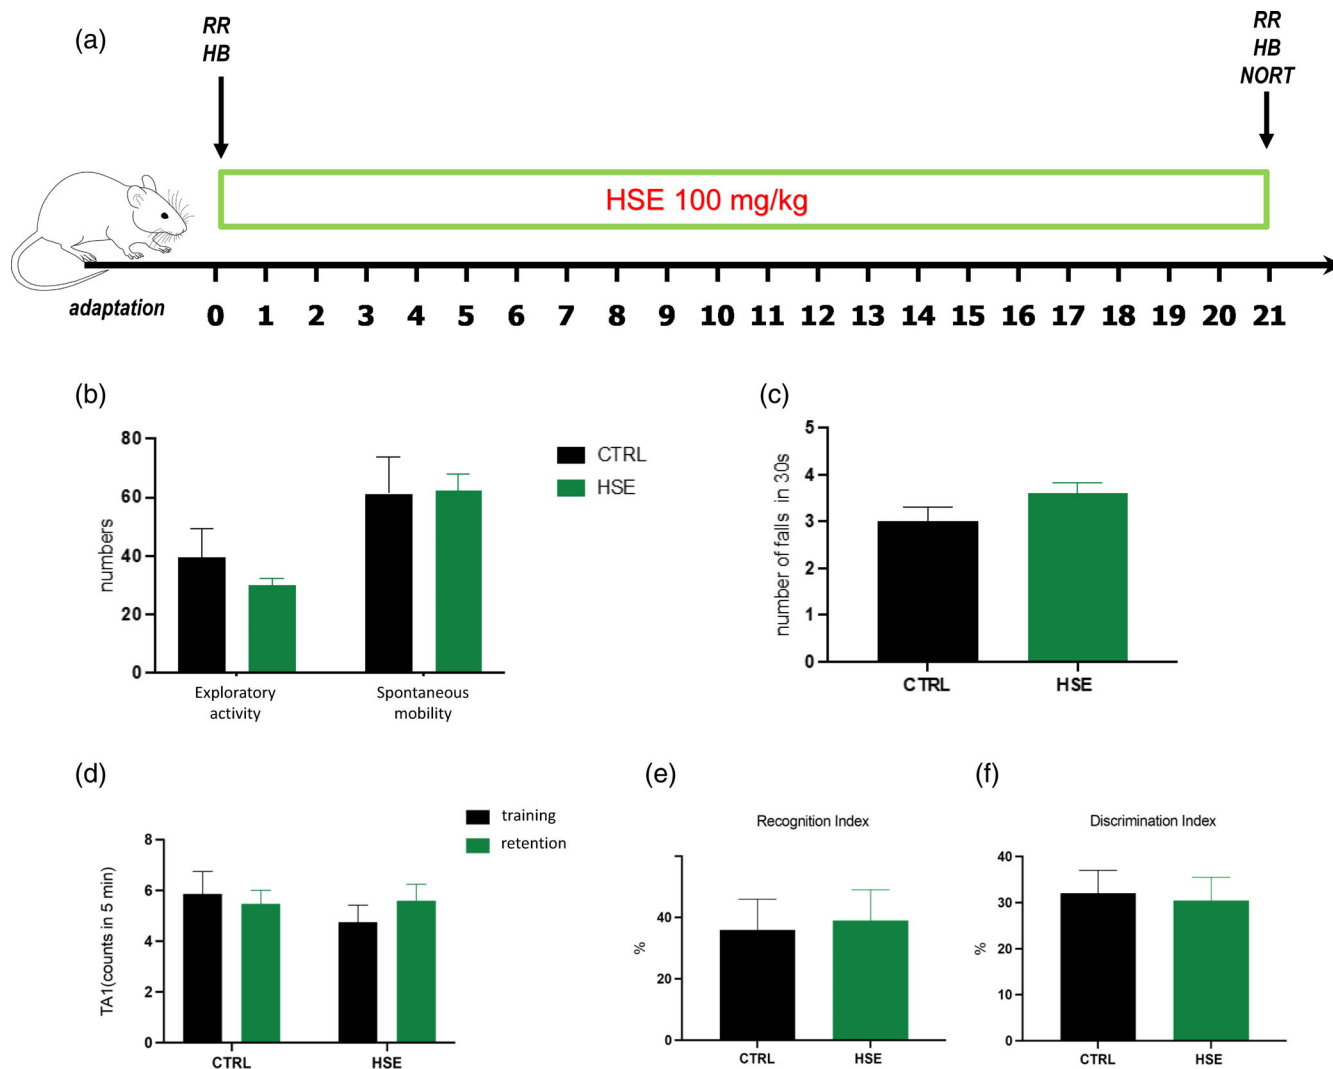 (a)
RR
HB
RR
HB
NORT
HSE 100 mg/kg
adaptation
0 1 2 3 4 5 6 7 8 9 10 11 12 13 14 15 16 17 18 19 20 21
(b)
80
60
40
20
0
numbers
Exploratory
activity
Spontaneous
mobility
CTRL
HSE
(c)
5
4
3
2
1
0
number of falls in 30s
CTRL
HSE
(d)
8
6
4
2
0
TA1(counts in 5 min)
CTRL
HSE
training
retention
(e)
Recognition Index
40
20
0
%
CTRL
HSE
(f)
Discrimination Index
40
30
20
10
0
%
CTRL
HSE